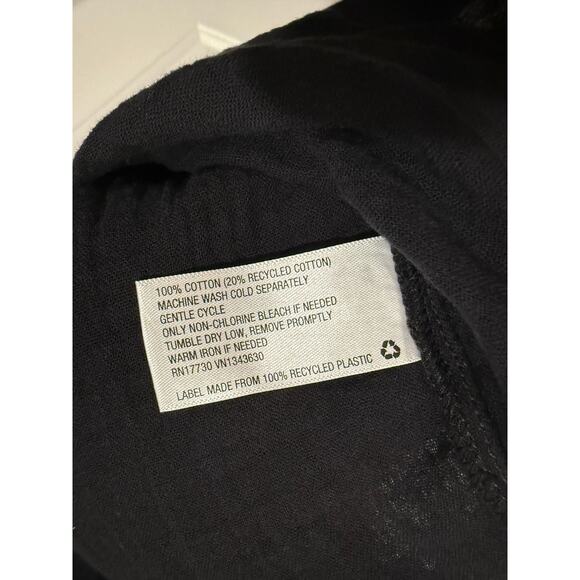 100% COTTON (20% RECYCLED COTTON)
MACHINE WASH COLD SEPARATELY
GENTLE CYCLE
ONLY NON-CHLORINE BLEACH IF NEEDED
TUMBLE DRY LOW, REMOVE PROMPTLY
WARM IRON IF NEEDED
RN17730 VN1343630
LABEL MADE FROM 100% RECYCLED PLASTIC